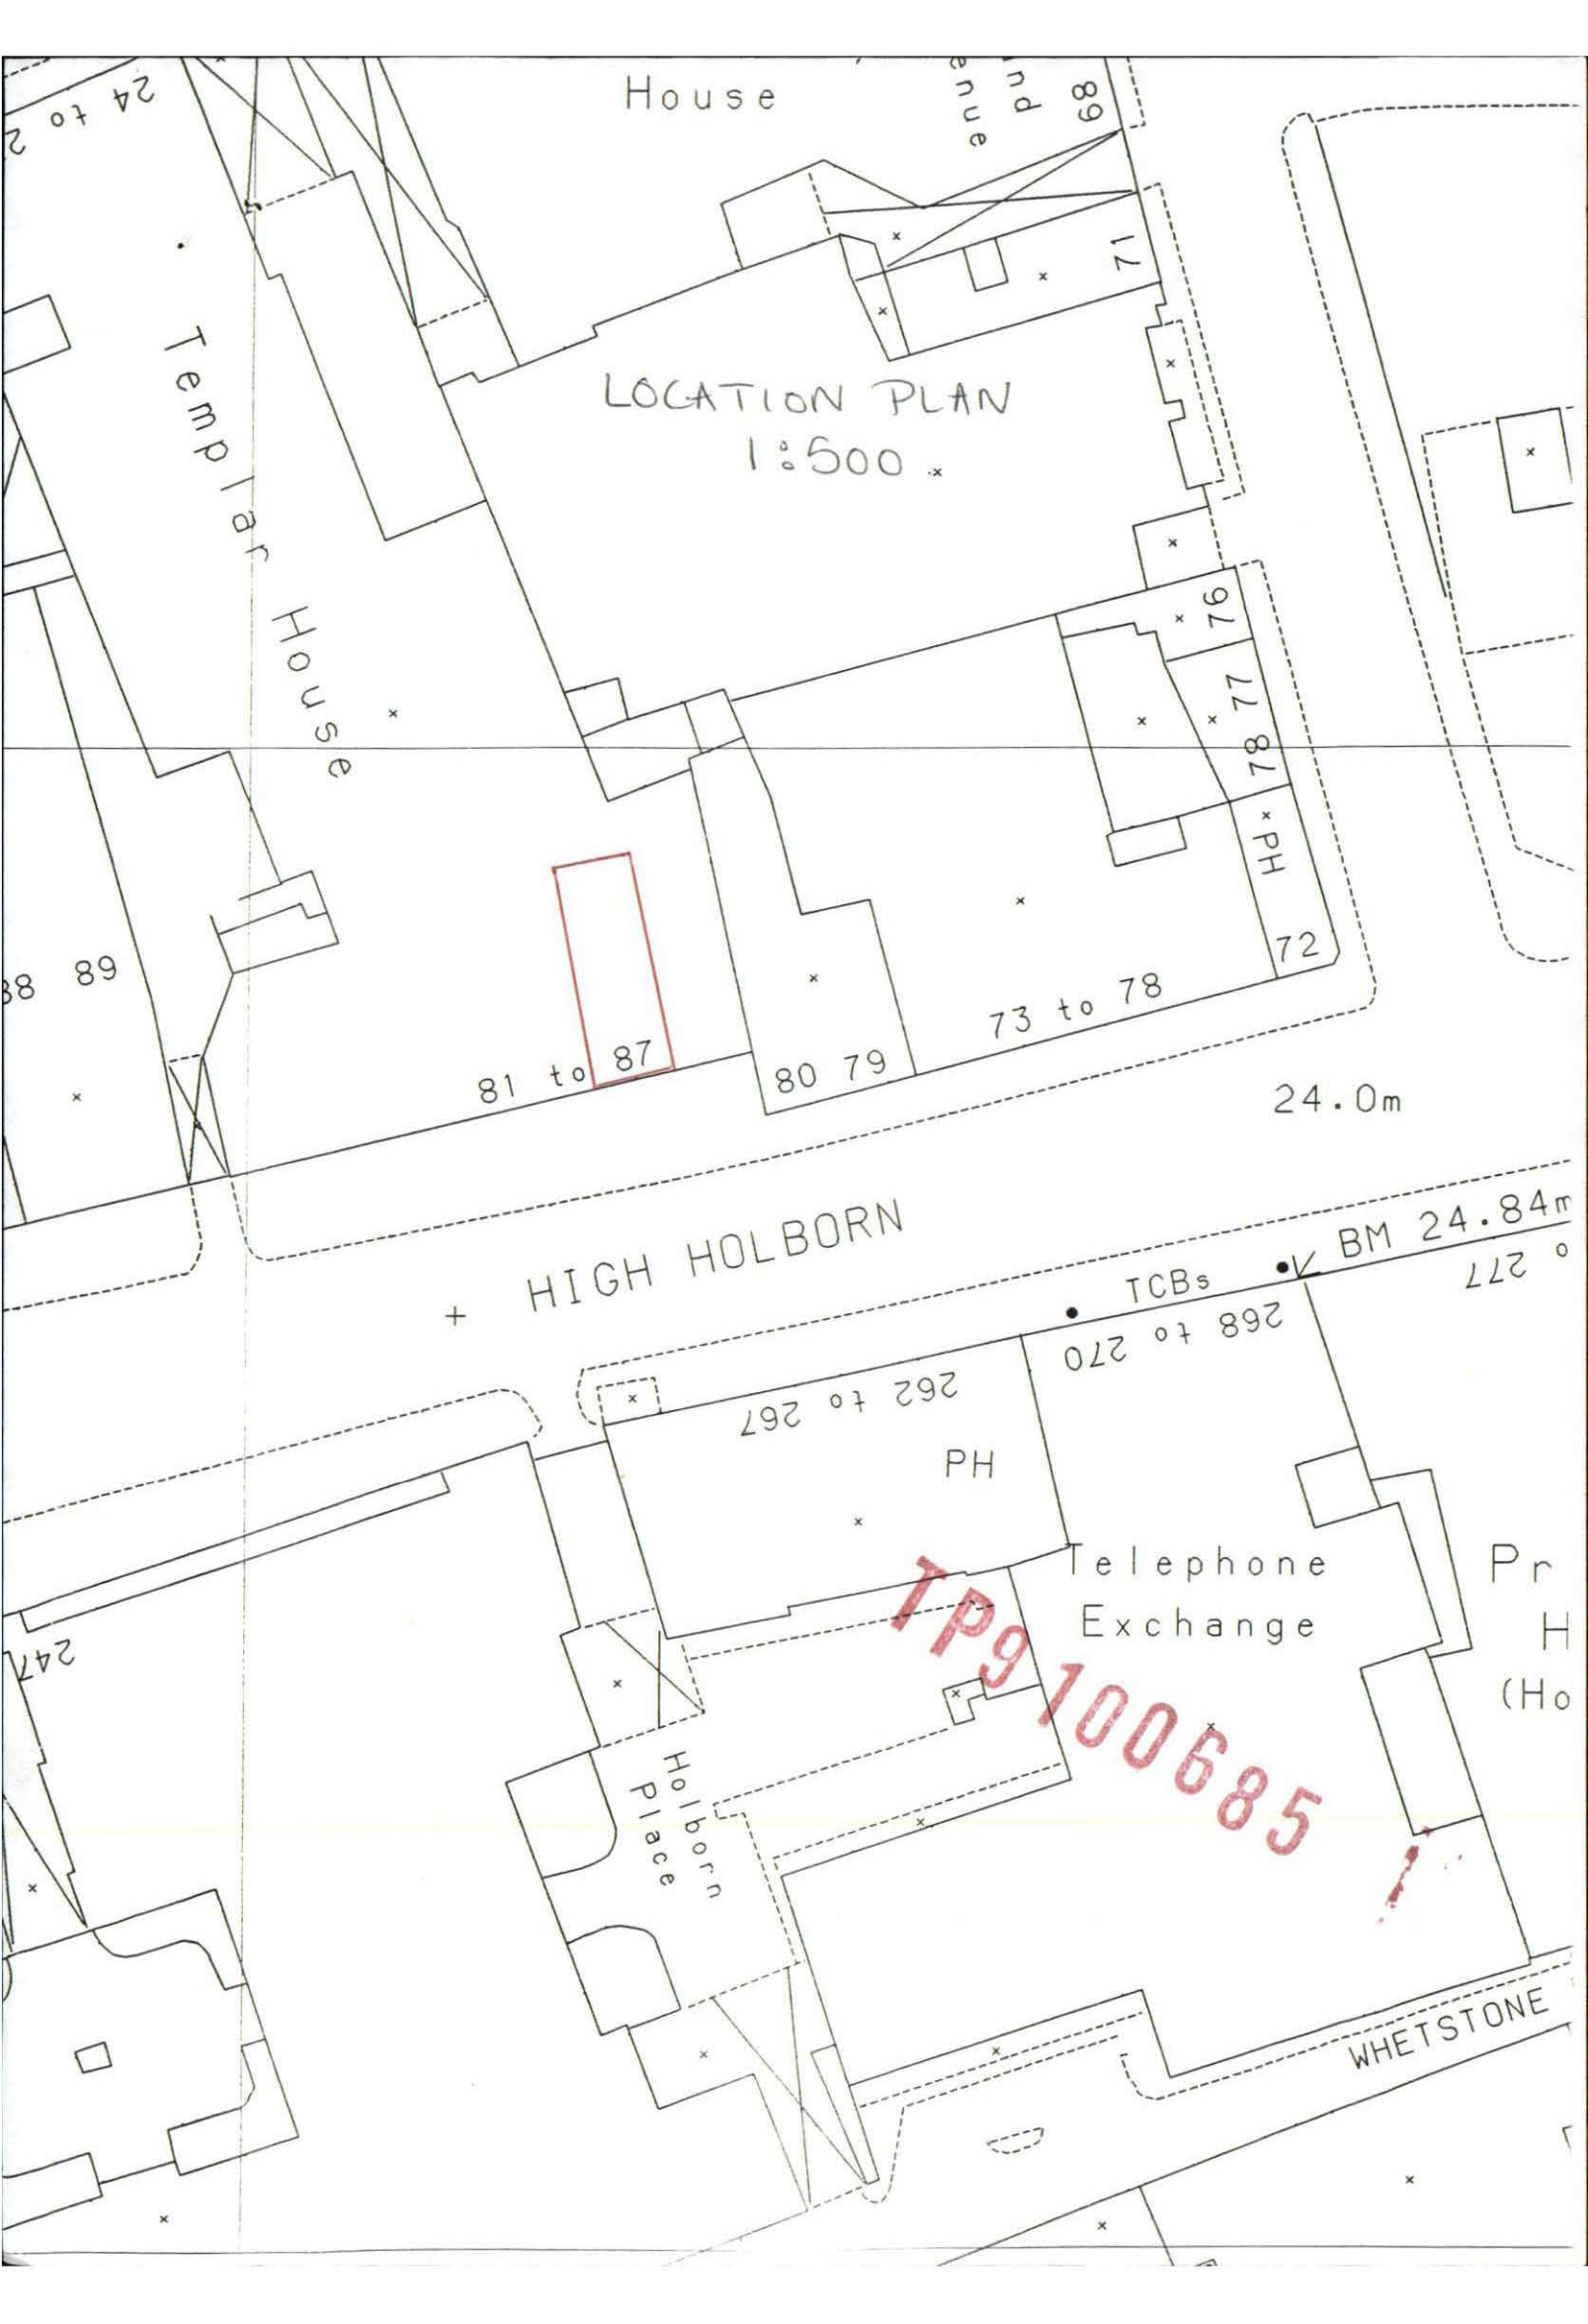 24 to 2
House
enue
nd
68
71
Templar House
LOCATION PLAN
1:500
76
77
78
PH
72
38 89
81 to 87
80 79
73 to 78
24.0m
HIGH HOLBORN
TCBs
BM 24.84m
277
268 to 270
262 to 267
PH
Telephone
Exchange
Pr
H
(Ho
247
TP9100685
Holborn
Place
WHETSTONE